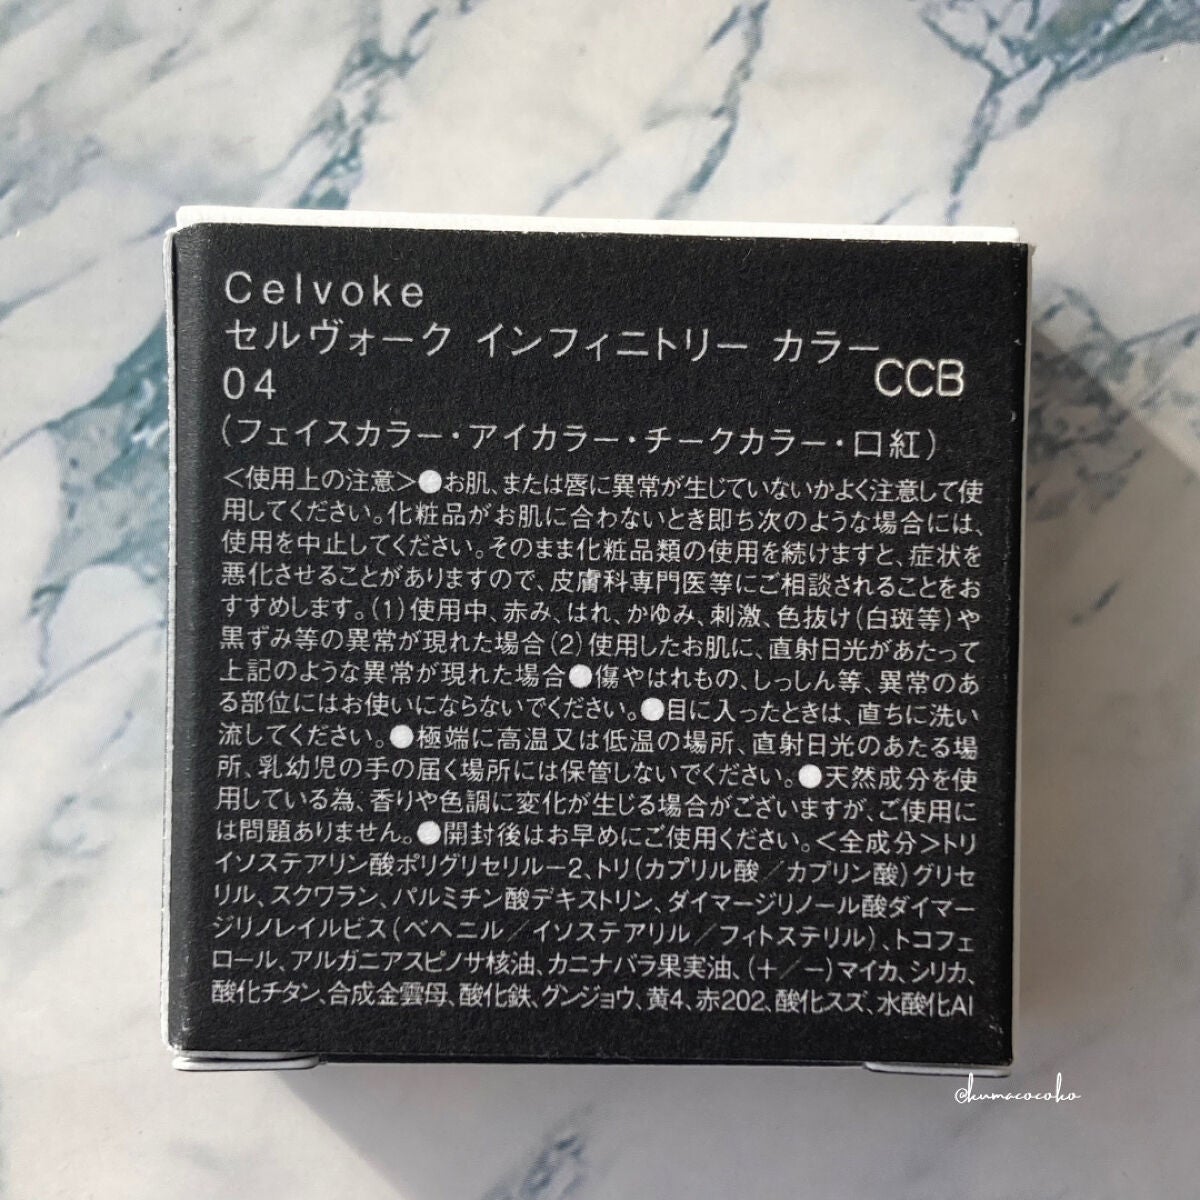 Celvoke
セルヴォーク インフィニトリー カラー
04
CCB
(フェイスカラー・アイカラー・チークカラー・口紅)
<使用上の注意>●お肌、または唇に異常が生じていないかよく注意して使
用してください。化粧品がお肌に合わないとき即ち次のような場合には、
使用を中止してください。そのまま化粧品類の使用を続けますと、症状を
悪化させることがありますので、皮膚科専門医等にご相談されることをお
すすめします。(1)使用中、赤み、はれ、かゆみ、刺激、色抜け(白斑等)や
黒ずみ等の異常が現れた場合(2)使用したお肌に、直射日光があたって
上記のような異常が現れた場合●傷やはれもの、しっしん等、異常のあ
る部位にはお使いにならないでください。●目に入ったときは、直ちに洗い
流してください。●極端に高温又は低温の場所、直射日光のあたる場
所、乳幼児の手の届く場所には保管しないでください。●天然成分を使
用している為、香りや色調に変化が生じる場合がございますが、ご使用に
は問題ありません。●開封後はお早めにご使用ください。<全成分>トリ
イソステアリン酸ポリグリセリル-2、トリ(カプリル酸/カプリン酸)グリセ
リル、スクワラン、パルミチン酸デキストリン、ダイマージリノール酸ダイマー
ジリノレイルビス(ベヘニル/イソステアリル/フィトステリル)、トコフェ
ロール、アルガニアスピノサ核油、カニナバラ果実油、(+/-)マイカ、シリカ、
酸化チタン、合成金雲母、酸化鉄、グンジョウ、黄4、赤202、酸化スズ、水酸化Al
@kumacocoko